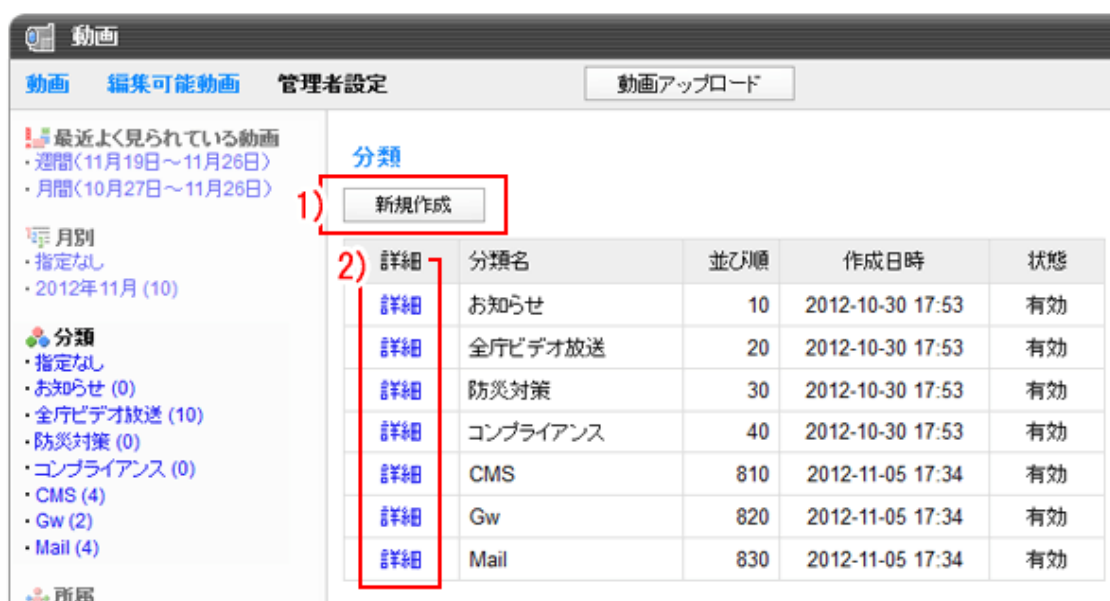 動画
動画 編集可能動画 管理者設定 動画アップロード
最近よく見られている動画
・週間(11月19日～11月26日)
・月間(10月27日～11月26日)
月別
・指定なし
・2012年11月 (10)
分類
・指定なし
・お知らせ (0)
・全庁ビデオ放送 (10)
・防災対策 (0)
・コンプライアンス (0)
・CMS (4)
・Gw (2)
・Mail (4)
所属
分類
1) 新規作成
2) 詳細 分類名 並び順 作成日時 状態
詳細 お知らせ 10 2012-10-30 17:53 有効
詳細 全庁ビデオ放送 20 2012-10-30 17:53 有効
詳細 防災対策 30 2012-10-30 17:53 有効
詳細 コンプライアンス 40 2012-10-30 17:53 有効
詳細 CMS 810 2012-11-05 17:34 有効
詳細 Gw 820 2012-11-05 17:34 有効
詳細 Mail 830 2012-11-05 17:34 有効